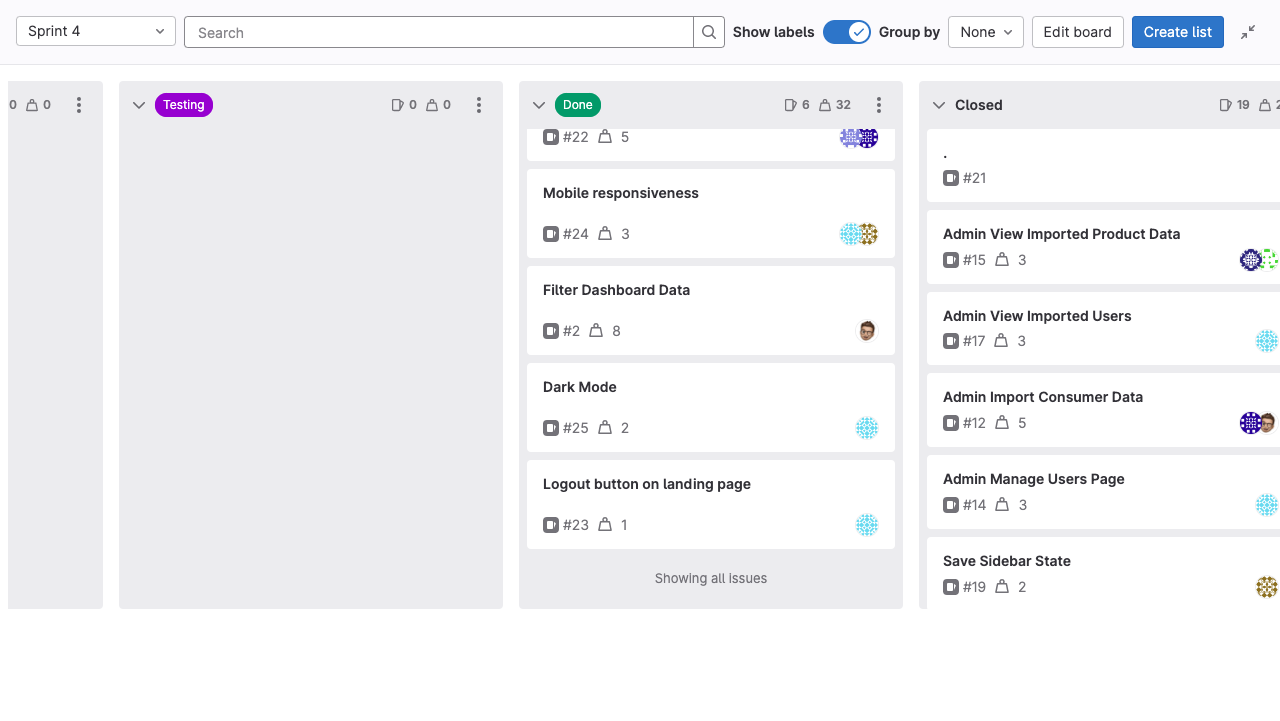 Sprint 4
Search
Show labels
Group by
None
Edit board
Create list
0 0
Testing 0 0
Done 6 32
#22 5
Mobile responsiveness
#24 3
Filter Dashboard Data
#2 8
Dark Mode
#25 2
Logout button on landing page
#23 1
Showing all issues
Closed 19
.
#21
Admin View Imported Product Data
#15 3
Admin View Imported Users
#17 3
Admin Import Consumer Data
#12 5
Admin Manage Users Page
#14 3
Save Sidebar State
#19 2